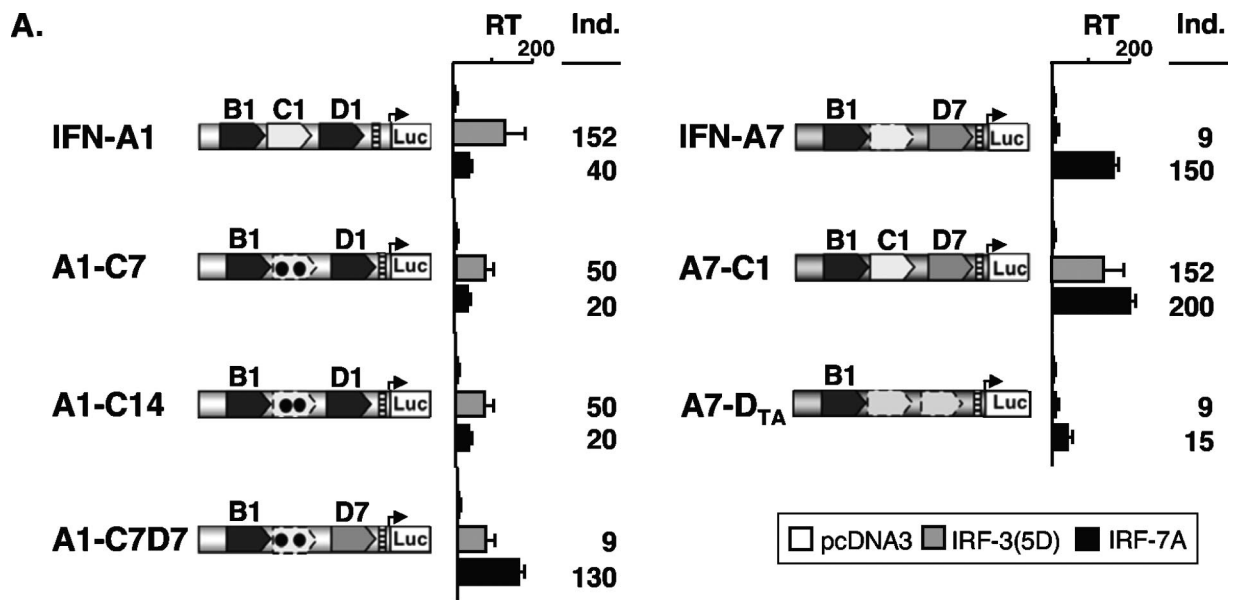 A.
RT Ind.
200
B1 C1 D1
IFN-A1 Luc 152
40
B1 D1
A1-C7 Luc 50
20
B1 D1
A1-C14 Luc 50
20
B1 D7
A1-C7D7 Luc 9
130
RT Ind.
200
B1 D7
IFN-A7 Luc 9
150
B1 C1 D7
A7-C1 Luc 152
200
B1
A7-DTA Luc 9
15
pcDNA3 IRF-3(5D) IRF-7A